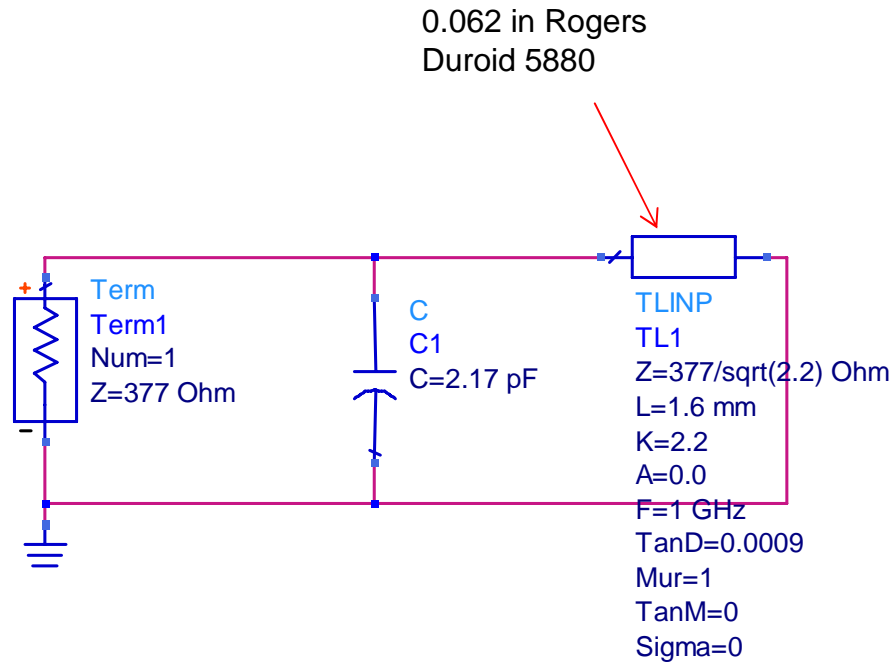 0.062 in Rogers
Duroid 5880
+
Term
Term1
Num=1
Z=377 Ohm
–
C
C1
C=2.17 pF
TLINP
TL1
Z=377/sqrt(2.2) Ohm
L=1.6 mm
K=2.2
A=0.0
F=1 GHz
TanD=0.0009
Mur=1
TanM=0
Sigma=0